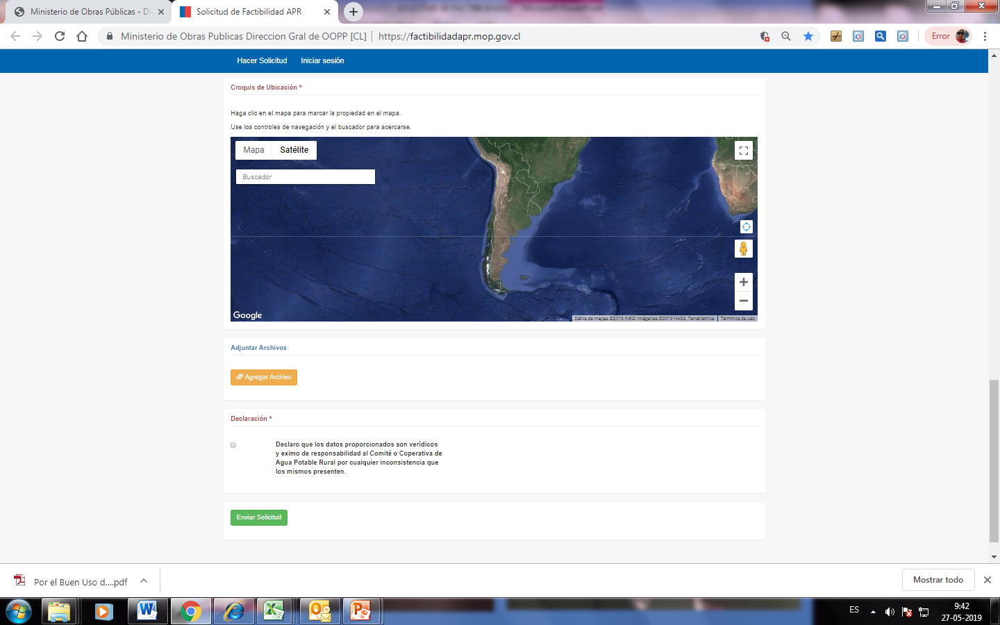 Ministerio de Obras Públicas - Di
Solicitud de Factibilidad APR
Ministerio de Obras Publicas Direccion Gral de OOPP [CL] | https://factibilidadapr.mop.gov.cl
Error
Hacer Solicitud
Iniciar sesión
Croquis de Ubicación *
Haga clic en el mapa para marcar la propiedad en el mapa.
Use los controles de navegación y el buscador para acercarse.
Mapa
Satélite
Buscador
Google
Datos de mapas ©2019 INEGI Imágenes ©2019 NASA, TerraMetrics
Términos de uso
Adjuntar Archivos
Agregar Archivo
Declaración *
Declaro que los datos proporcionados son verídicos
y eximo de responsabilidad al Comité o Coperativa de
Agua Potable Rural por cualquier inconsistencia que
los mismos presenten.
Enviar Solicitud
Por el Buen Uso d....pdf
Mostrar todo
ES
9:42
27-05-2019